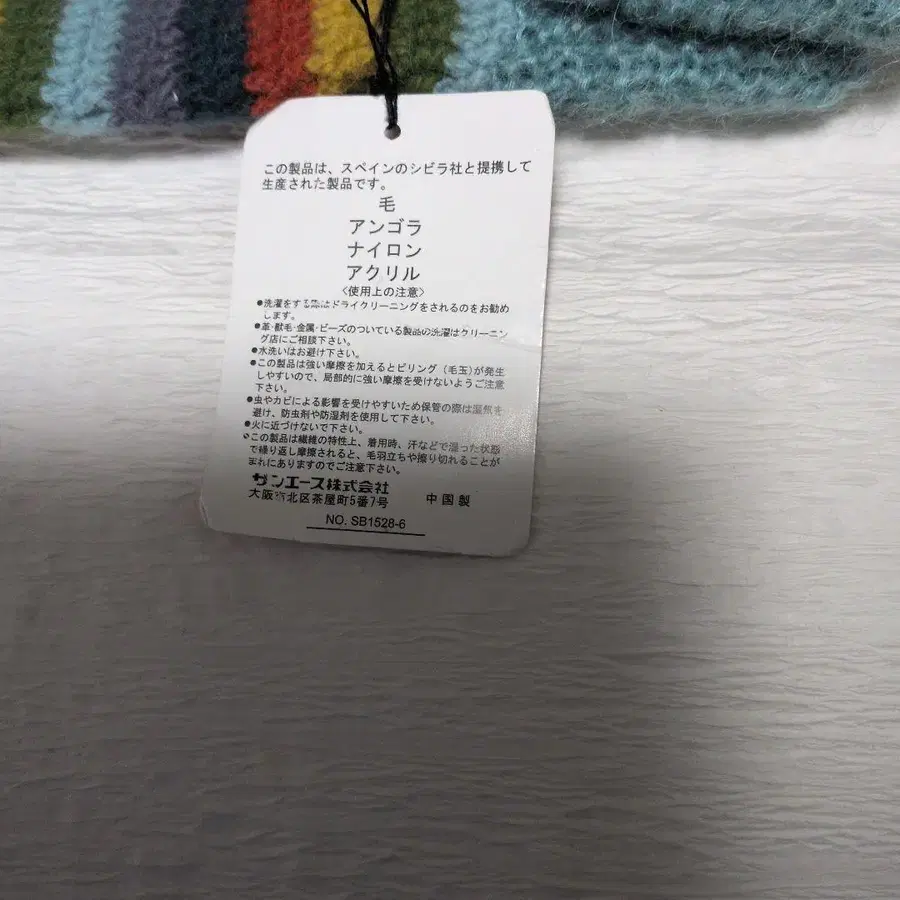 この製品は、スペインのシビラ社と提携して
生産された製品です。
毛
アンゴラ
ナイロン
アクリル
〈使用上の注意〉
●洗濯をする際はドライクリーニングをされるのをお勧め
します。
●革・獣毛・金属・ビーズのついている製品の洗濯はクリーニン
グ店にご相談下さい。
●水洗いはお避け下さい。
●この製品は強い摩擦を加えるとピリング（毛玉）が発生
しやすいので、局部的に強い摩擦を受けないようご注意
下さい。
●虫やカビによる影響を受けやすいため保管の際は湿気を
避け、防虫剤や防湿剤を使用して下さい。
●火に近づけないで下さい。
●この製品は繊維の特性上、着用時、汗などで湿った状態
で繰り返し摩擦されると、毛羽立ちや擦り切れることが
まれにありますのでご注意下さい。
サンエース株式会社
大阪市北区茶屋町5番7号 中国製
NO. SB1528-6